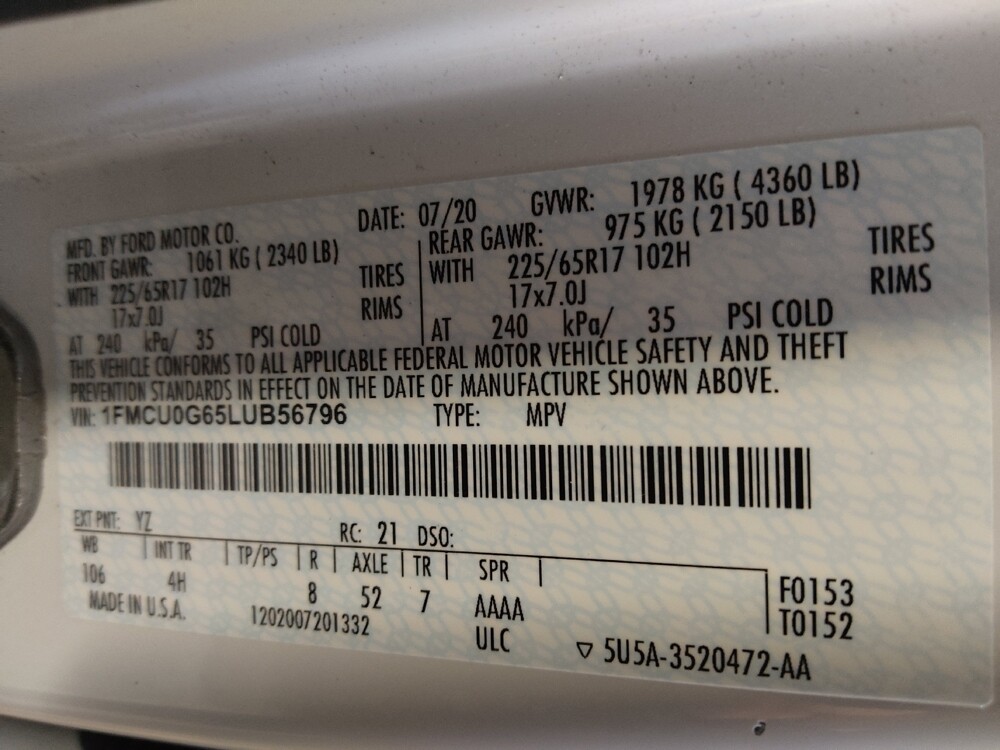 MFD. BY FORD MOTOR CO. DATE: 07/20 GVWR: 1978 KG ( 4360 LB)
FRONT GAWR: 1061 KG ( 2340 LB) REAR GAWR: 975 KG ( 2150 LB)
WITH 225/65R17 102H TIRES WITH 225/65R17 102H TIRES
17x7.0J RIMS 17x7.0J RIMS
AT 240 kPa/ 35 PSI COLD AT 240 kPa/ 35 PSI COLD
THIS VEHICLE CONFORMS TO ALL APPLICABLE FEDERAL MOTOR VEHICLE SAFETY AND THEFT
PREVENTION STANDARDS IN EFFECT ON THE DATE OF MANUFACTURE SHOWN ABOVE.
VIN: 1FMCU0G65LUB56796 TYPE: MPV
EXT PNT: YZ RC: 21 DSO:
WB INT TR TP/PS R AXLE TR SPR
106 4H 8 52 7 AAAA F0153
MADE IN U.S.A. 1202007201332 ULC T0152
▽ 5U5A-3520472-AA